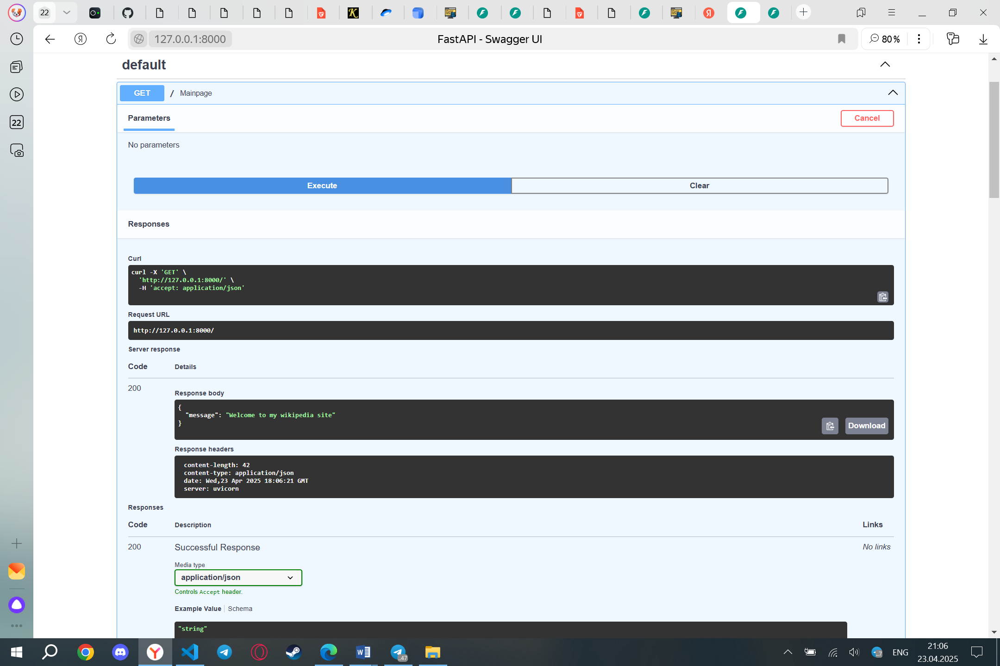 22
127.0.0.1:8000
FastAPI - Swagger UI
80%
22
default
GET / Mainpage
Parameters
Cancel
No parameters
Execute
Clear
Responses
Curl
curl -X 'GET' \
'http://127.0.0.1:8000/' \
-H 'accept: application/json'
Request URL
http://127.0.0.1:8000/
Server response
Code Details
200
Response body
{
"message": "Welcome to my wikipedia site"
}
Download
Response headers
content-length: 42
content-type: application/json
date: Wed,23 Apr 2025 18:06:21 GMT
server: uvicorn
Responses
Code Description Links
200 Successful Response No links
Media type
application/json
Controls Accept header.
Example Value Schema
"string"
..47
..7
ENG
21:06
23.04.2025